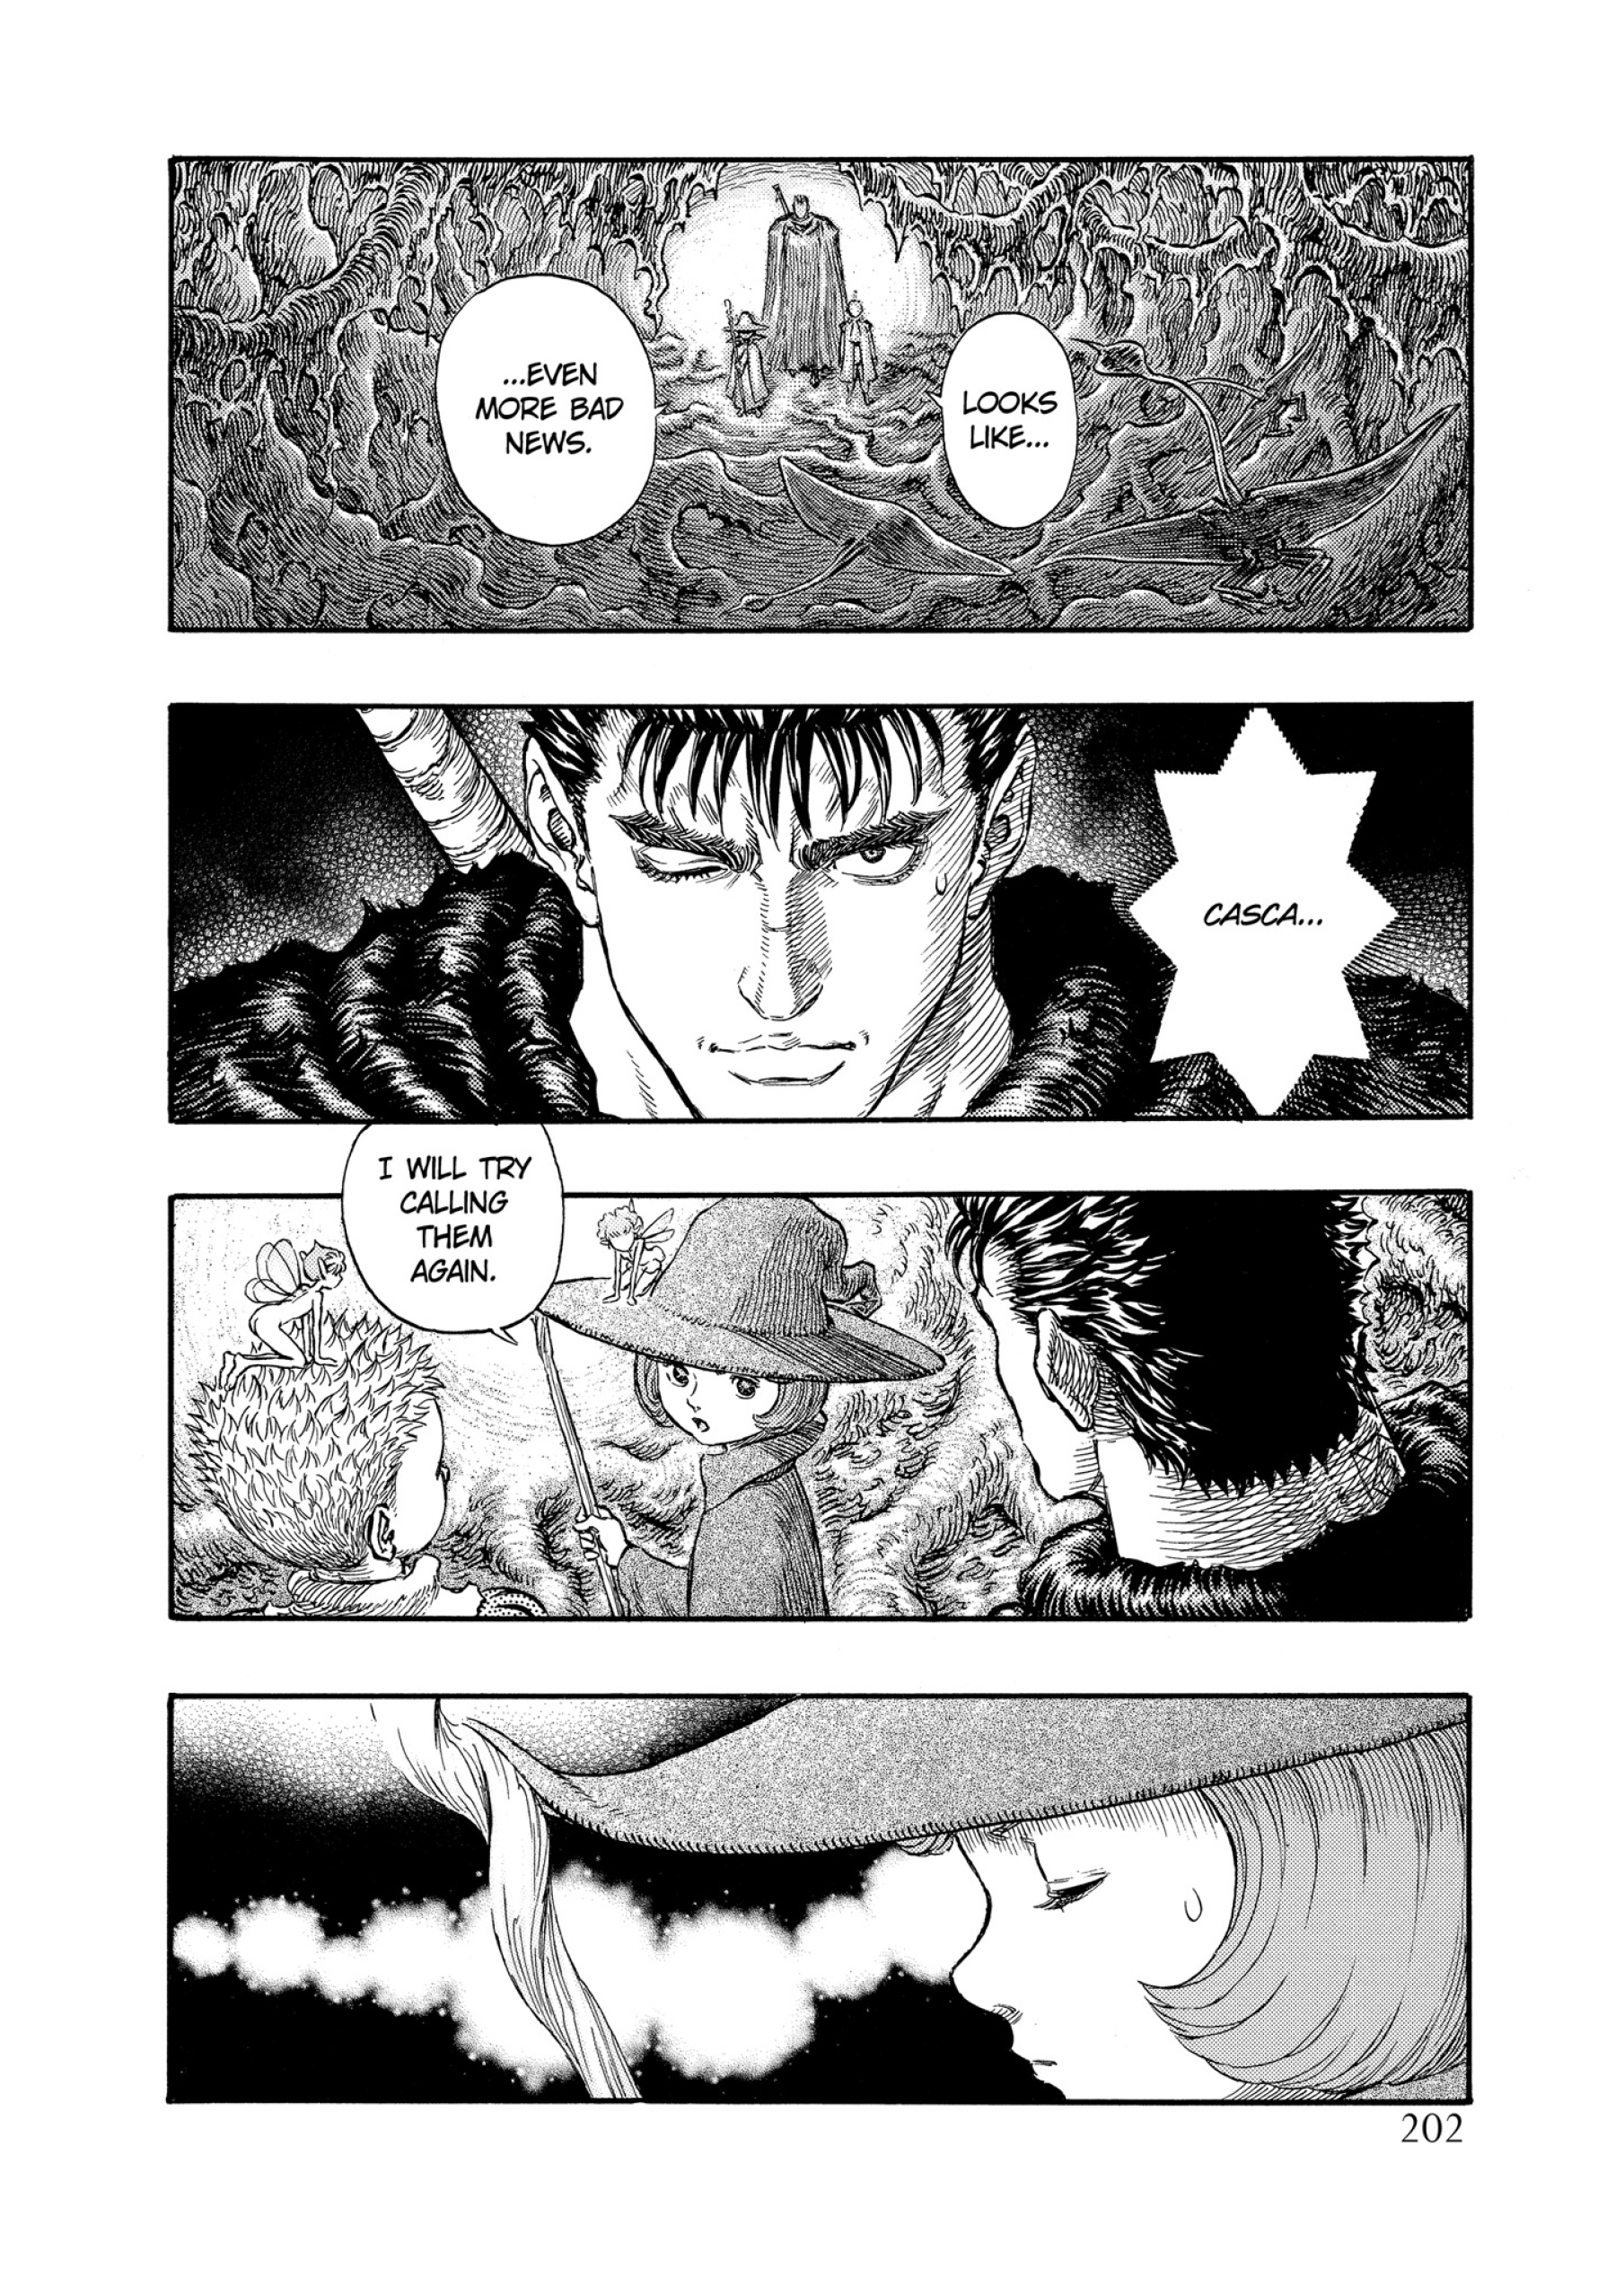 LOOKS
LIKE...
...EVEN
MORE BAD
NEWS.
CASCA...
I WILL TRY
CALLING
THEM
AGAIN.
202